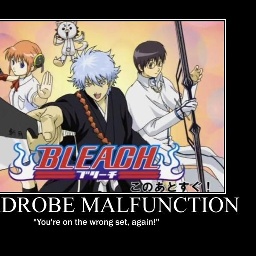 BLEACH
ブリーチ
このあとすぐ!
DROBE MALFUNCTION
"You're on the wrong set, again!"